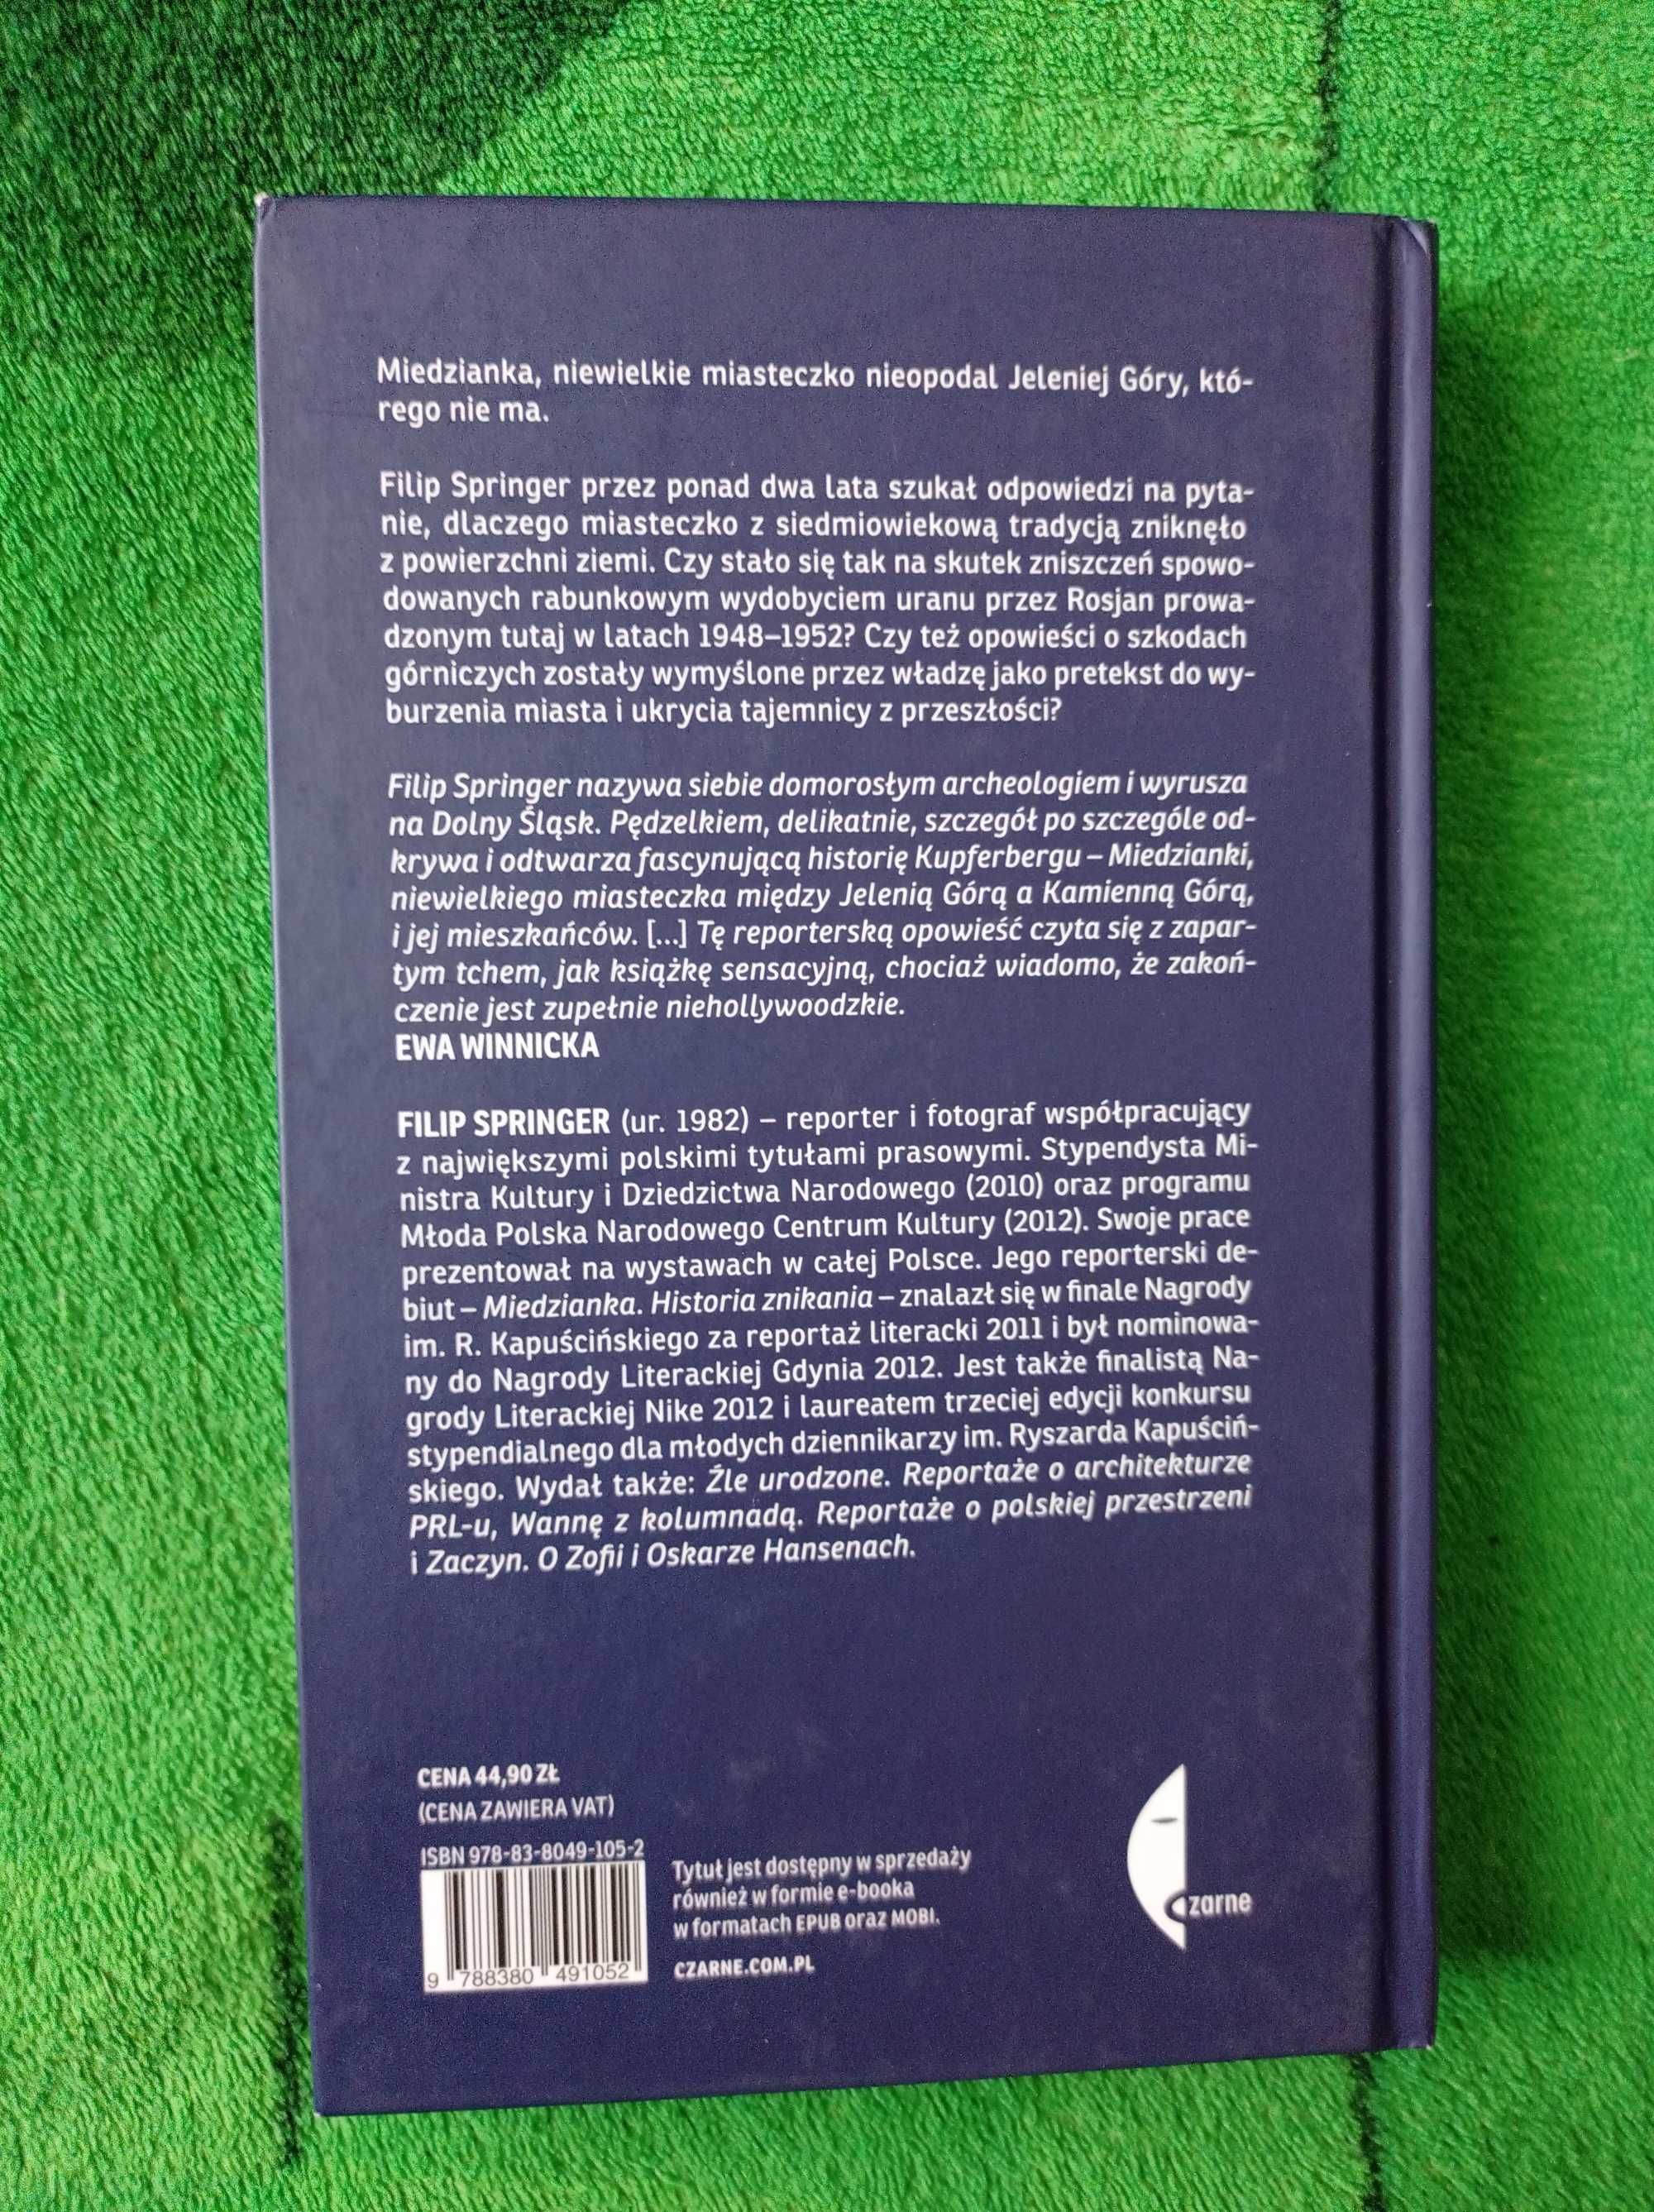 Miedzianka, niewielkie miasteczko nieopodal Jeleniej Góry, któ-
rego nie ma.
Filip Springer przez ponad dwa lata szukał odpowiedzi na pyta-
nie, dlaczego miasteczko z siedmiowiekową tradycją zniknęło
z powierzchni ziemi. Czy stało się tak na skutek zniszczeń spowo-
dowanych rabunkowym wydobyciem uranu przez Rosjan prowa-
dzonym tutaj w latach 1948–1952? Czy też opowieści o szkodach
górniczych zostały wymyślone przez władzę jako pretekst do wy-
burzenia miasta i ukrycia tajemnicy z przeszłości?
Filip Springer nazywa siebie domorosłym archeologiem i wyrusza
na Dolny Śląsk. Pędzelkiem, delikatnie, szczegół po szczególe od-
krywa i odtwarza fascynującą historię Kupferbergu – Miedzianki,
niewielkiego miasteczka między Jelenią Górą a Kamienną Górą,
i jej mieszkańców. [...] Tę reporterską opowieść czyta się z zapar-
tym tchem, jak książkę sensacyjną, chociaż wiadomo, że zakoń-
czenie jest zupełnie niehollywoodzkie.
EWA WINNICKA
FILIP SPRINGER (ur. 1982) – reporter i fotograf współpracujący
z największymi polskimi tytułami prasowymi. Stypendysta Mi-
nistra Kultury i Dziedzictwa Narodowego (2010) oraz programu
Młoda Polska Narodowego Centrum Kultury (2012). Swoje prace
prezentował na wystawach w całej Polsce. Jego reporterski de-
biut – Miedzianka. Historia znikania – znalazł się w finale Nagrody
im. R. Kapuścińskiego za reportaż literacki 2011 i był nominowa-
ny do Nagrody Literackiej Gdynia 2012. Jest także finalistą Na-
grody Literackiej Nike 2012 i laureatem trzeciej edycji konkursu
stypendialnego dla młodych dziennikarzy im. Ryszarda Kapuściń-
skiego. Wydał także: Źle urodzone. Reportaże o architekturze
PRL-u, Wannę z kolumnadą. Reportaże o polskiej przestrzeni
i Zaczyn. O Zofii i Oskarze Hansenach.
CENA 44,90 ZŁ
(CENA ZAWIERA VAT)
ISBN 978-83-8049-105-2
9 788380 491052
Tytuł jest dostępny w sprzedaży
również w formie e-booka
w formatach EPUB oraz MOBI.
CZARNE.COM.PL
czarne